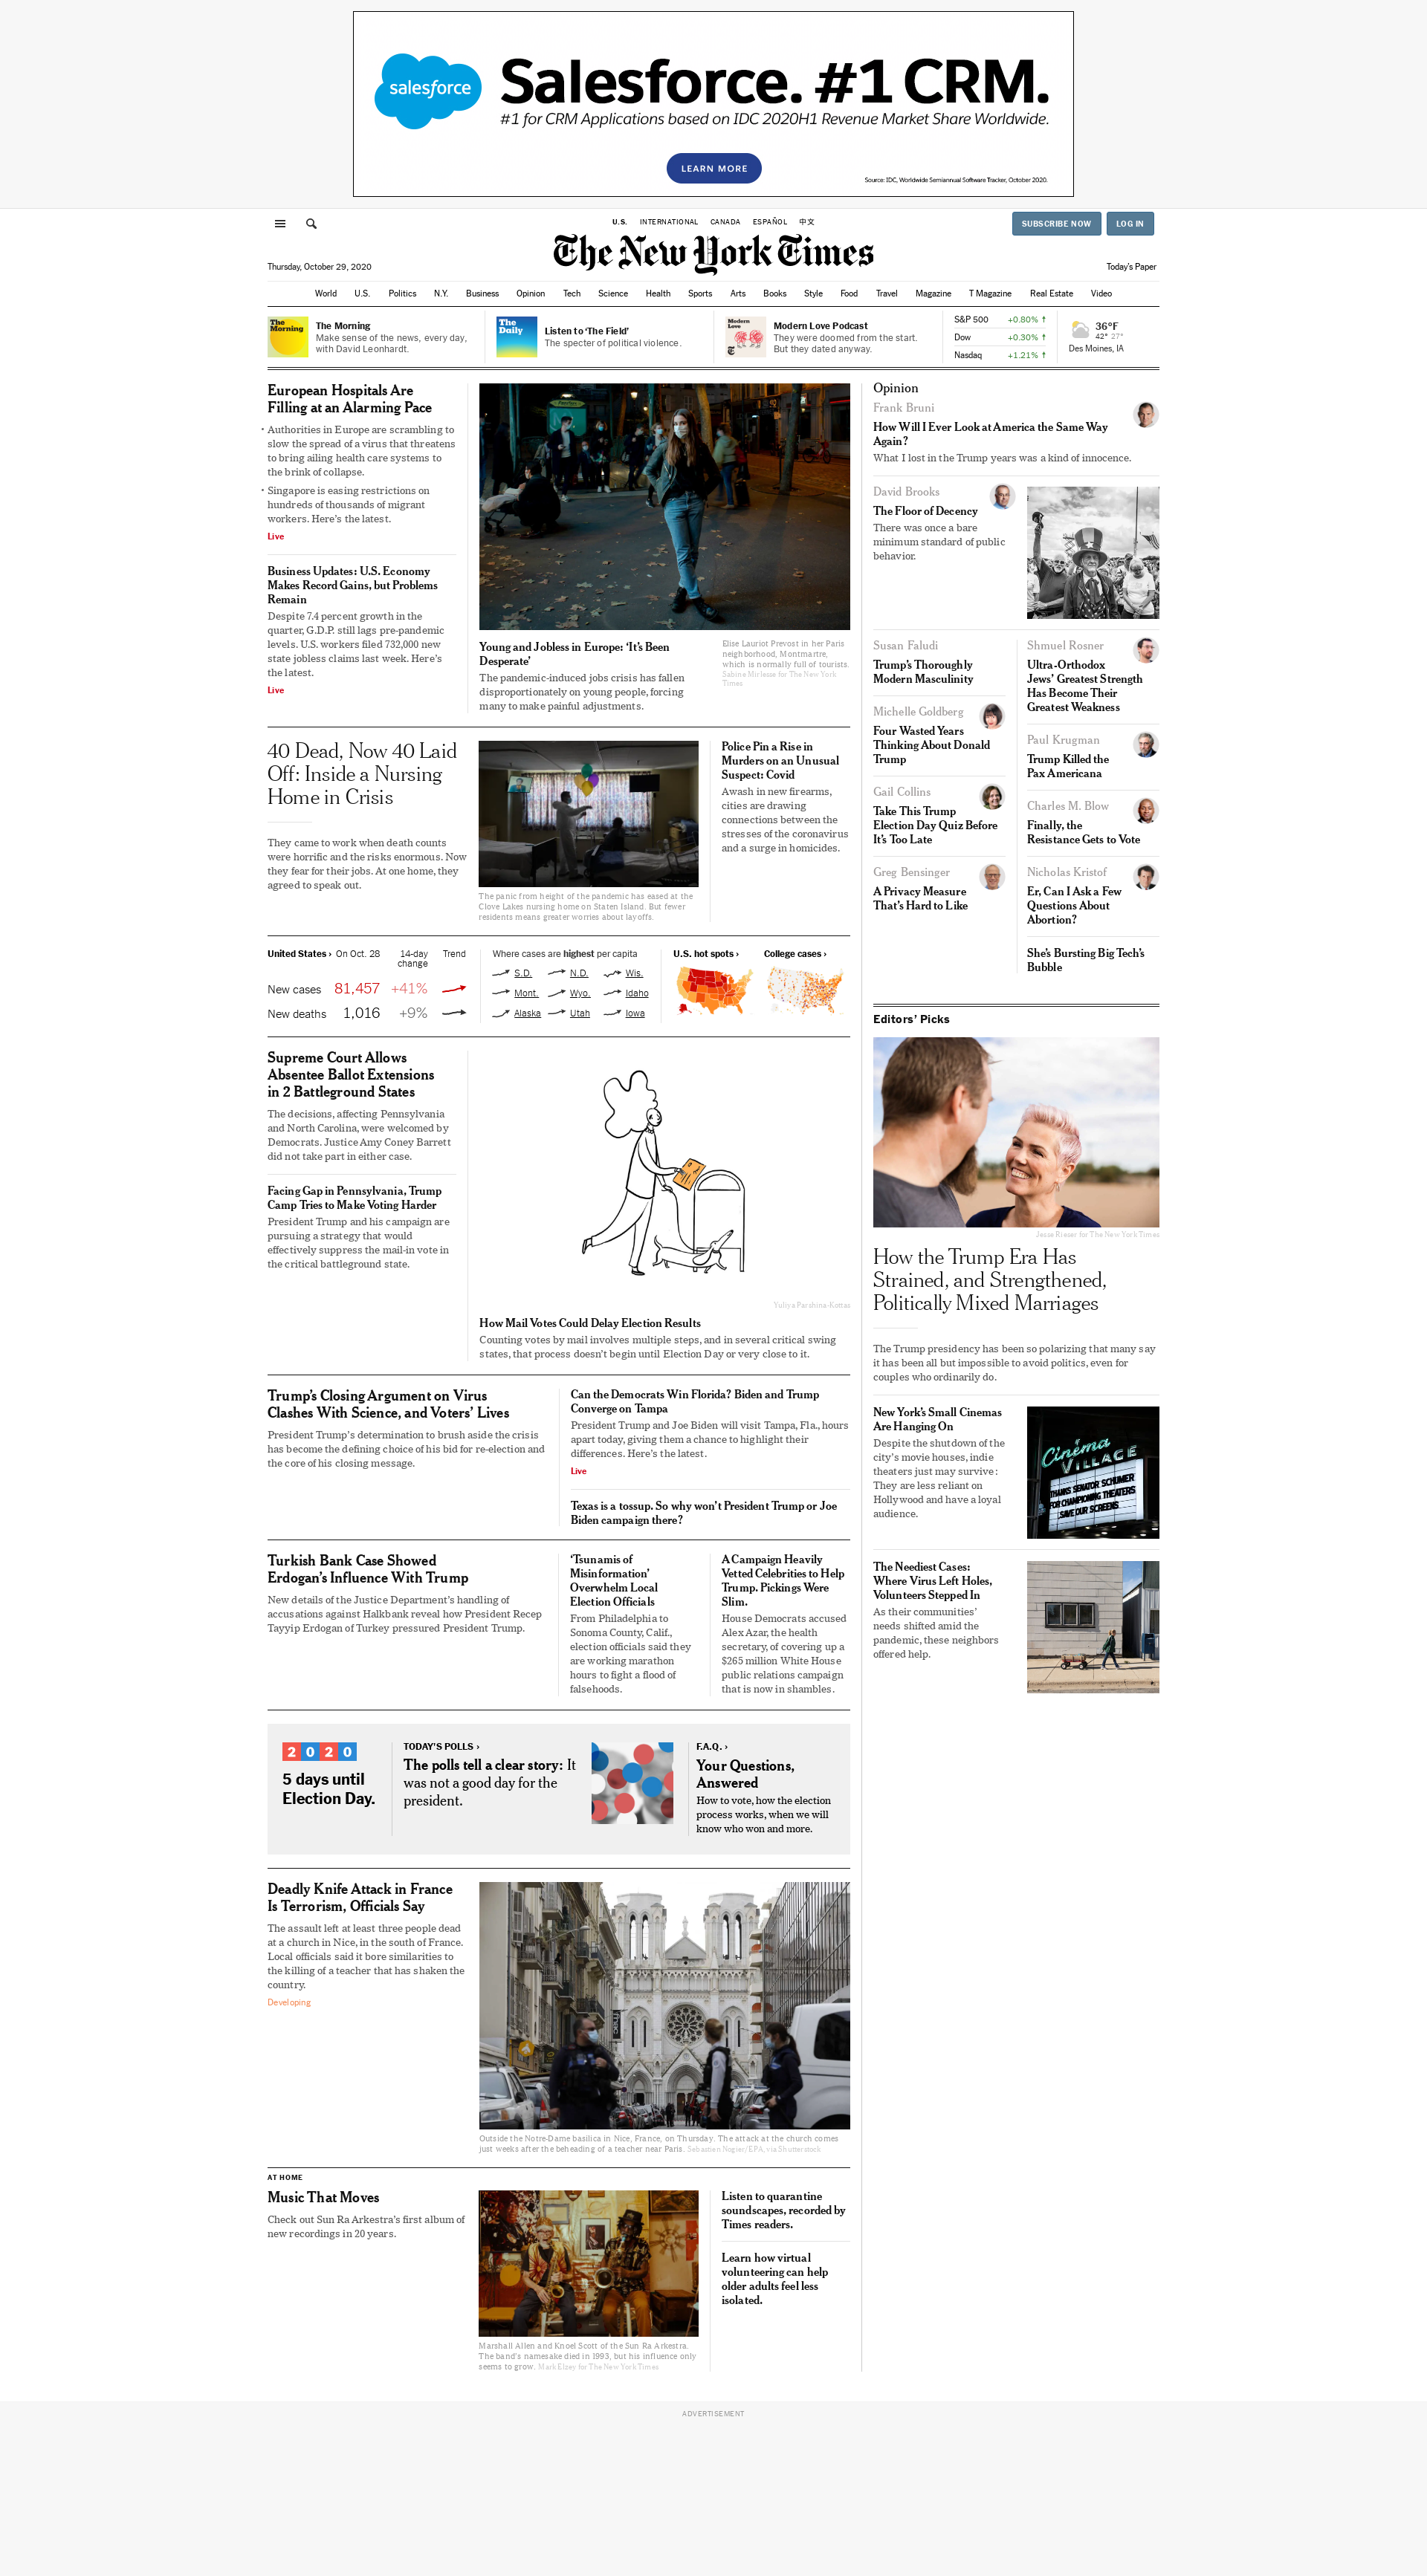 salesforce
Salesforce. #1 CRM.
#1 for CRM Applications based on IDC 2020H1 Revenue Market Share Worldwide.
LEARN MORE
Source: IDC, Worldwide Semiannual Software Tracker, October 2020.
U.S. INTERNATIONAL CANADA ESPAÑOL 中文
SUBSCRIBE NOW LOG IN
The New York Times
Thursday, October 29, 2020
Today's Paper
World U.S. Politics N.Y. Business Opinion Tech Science Health Sports Arts Books Style Food Travel Magazine T Magazine Real Estate Video
The Morning
The Morning
Make sense of the news, every day,
with David Leonhardt.
The Daily
Listen to ‘The Field’
The specter of political violence.
Modern Love
Modern Love Podcast
They were doomed from the start.
But they dated anyway.
S&P 500 +0.80% ↑
Dow +0.30% ↑
Nasdaq +1.21% ↑
36°F
42° 27°
Des Moines, IA
European Hospitals Are
Filling at an Alarming Pace
• Authorities in Europe are scrambling to
slow the spread of a virus that threatens
to bring ailing health care systems to
the brink of collapse.
• Singapore is easing restrictions on
hundreds of thousands of migrant
workers. Here’s the latest.
Live
Business Updates: U.S. Economy
Makes Record Gains, but Problems
Remain
Despite 7.4 percent growth in the
quarter, G.D.P. still lags pre-pandemic
levels. U.S. workers filed 732,000 new
state jobless claims last week. Here’s
the latest.
Live
Young and Jobless in Europe: ‘It’s Been
Desperate’
The pandemic-induced jobs crisis has fallen
disproportionately on young people, forcing
many to make painful adjustments.
Elise Lauriot Prevost in her Paris
neighborhood, Montmartre,
which is normally full of tourists.
Sabine Mirlesse for The New York
Times
40 Dead, Now 40 Laid
Off: Inside a Nursing
Home in Crisis
They came to work when death counts
were horrific and the risks enormous. Now
they fear for their jobs. At one home, they
agreed to speak out.
The panic from height of the pandemic has eased at the
Clove Lakes nursing home on Staten Island. But fewer
residents means greater worries about layoffs.
Police Pin a Rise in
Murders on an Unusual
Suspect: Covid
Awash in new firearms,
cities are drawing
connections between the
stresses of the coronavirus
and a surge in homicides.
United States › On Oct. 28 14-day
change Trend
New cases 81,457 +41%
New deaths 1,016 +9%
Where cases are highest per capita
S.D. N.D. Wis.
Mont. Wyo. Idaho
Alaska Utah Iowa
U.S. hot spots ›
College cases ›
Supreme Court Allows
Absentee Ballot Extensions
in 2 Battleground States
The decisions, affecting Pennsylvania
and North Carolina, were welcomed by
Democrats. Justice Amy Coney Barrett
did not take part in either case.
Facing Gap in Pennsylvania, Trump
Camp Tries to Make Voting Harder
President Trump and his campaign are
pursuing a strategy that would
effectively suppress the mail-in vote in
the critical battleground state.
Yuliya Parshina-Kottas
How Mail Votes Could Delay Election Results
Counting votes by mail involves multiple steps, and in several critical swing
states, that process doesn’t begin until Election Day or very close to it.
Trump’s Closing Argument on Virus
Clashes With Science, and Voters’ Lives
President Trump’s determination to brush aside the crisis
has become the defining choice of his bid for re-election and
the core of his closing message.
Can the Democrats Win Florida? Biden and Trump
Converge on Tampa
President Trump and Joe Biden will visit Tampa, Fla., hours
apart today, giving them a chance to highlight their
differences. Here’s the latest.
Live
Texas is a tossup. So why won’t President Trump or Joe
Biden campaign there?
Turkish Bank Case Showed
Erdogan’s Influence With Trump
New details of the Justice Department’s handling of
accusations against Halkbank reveal how President Recep
Tayyip Erdogan of Turkey pressured President Trump.
‘Tsunamis of
Misinformation’
Overwhelm Local
Election Officials
From Philadelphia to
Sonoma County, Calif.,
election officials said they
are working marathon
hours to fight a flood of
falsehoods.
A Campaign Heavily
Vetted Celebrities to Help
Trump. Pickings Were
Slim.
House Democrats accused
Alex Azar, the health
secretary, of covering up a
$265 million White House
public relations campaign
that is now in shambles.
2020
5 days until
Election Day.
TODAY’S POLLS ›
The polls tell a clear story: It
was not a good day for the
president.
F.A.Q. ›
Your Questions,
Answered
How to vote, how the election
process works, when we will
know who won and more.
Deadly Knife Attack in France
Is Terrorism, Officials Say
The assault left at least three people dead
at a church in Nice, in the south of France.
Local officials said it bore similarities to
the killing of a teacher that has shaken the
country.
Developing
Outside the Notre-Dame basilica in Nice, France, on Thursday. The attack at the church comes
just weeks after the beheading of a teacher near Paris. Sebastien Nogier/EPA, via Shutterstock
AT HOME
Music That Moves
Check out Sun Ra Arkestra’s first album of
new recordings in 20 years.
Marshall Allen and Knoel Scott of the Sun Ra Arkestra.
The band’s namesake died in 1993, but his influence only
seems to grow. Mark Elzey for The New York Times
Listen to quarantine
soundscapes, recorded by
Times readers.
Learn how virtual
volunteering can help
older adults feel less
isolated.
Opinion
Frank Bruni
How Will I Ever Look at America the Same Way
Again?
What I lost in the Trump years was a kind of innocence.
David Brooks
The Floor of Decency
There was once a bare
minimum standard of public
behavior.
Susan Faludi
Trump’s Thoroughly
Modern Masculinity
Michelle Goldberg
Four Wasted Years
Thinking About Donald
Trump
Gail Collins
Take This Trump
Election Day Quiz Before
It’s Too Late
Greg Bensinger
A Privacy Measure
That’s Hard to Like
Shmuel Rosner
Ultra-Orthodox
Jews’ Greatest Strength
Has Become Their
Greatest Weakness
Paul Krugman
Trump Killed the
Pax Americana
Charles M. Blow
Finally, the
Resistance Gets to Vote
Nicholas Kristof
Er, Can I Ask a Few
Questions About
Abortion?
She’s Bursting Big Tech’s
Bubble
Editors’ Picks
Jesse Rieser for The New York Times
How the Trump Era Has
Strained, and Strengthened,
Politically Mixed Marriages
The Trump presidency has been so polarizing that many say
it has been all but impossible to avoid politics, even for
couples who ordinarily do.
New York’s Small Cinemas
Are Hanging On
Despite the shutdown of the
city’s movie houses, indie
theaters just may survive:
They are less reliant on
Hollywood and have a loyal
audience.
Cinema
VILLAGE
THANKS SENATOR SCHUMER
FOR CHAMPIONING THEATERS
SAVE OUR SCREENS
The Neediest Cases:
Where Virus Left Holes,
Volunteers Stepped In
As their communities’
needs shifted amid the
pandemic, these neighbors
offered help.
ADVERTISEMENT